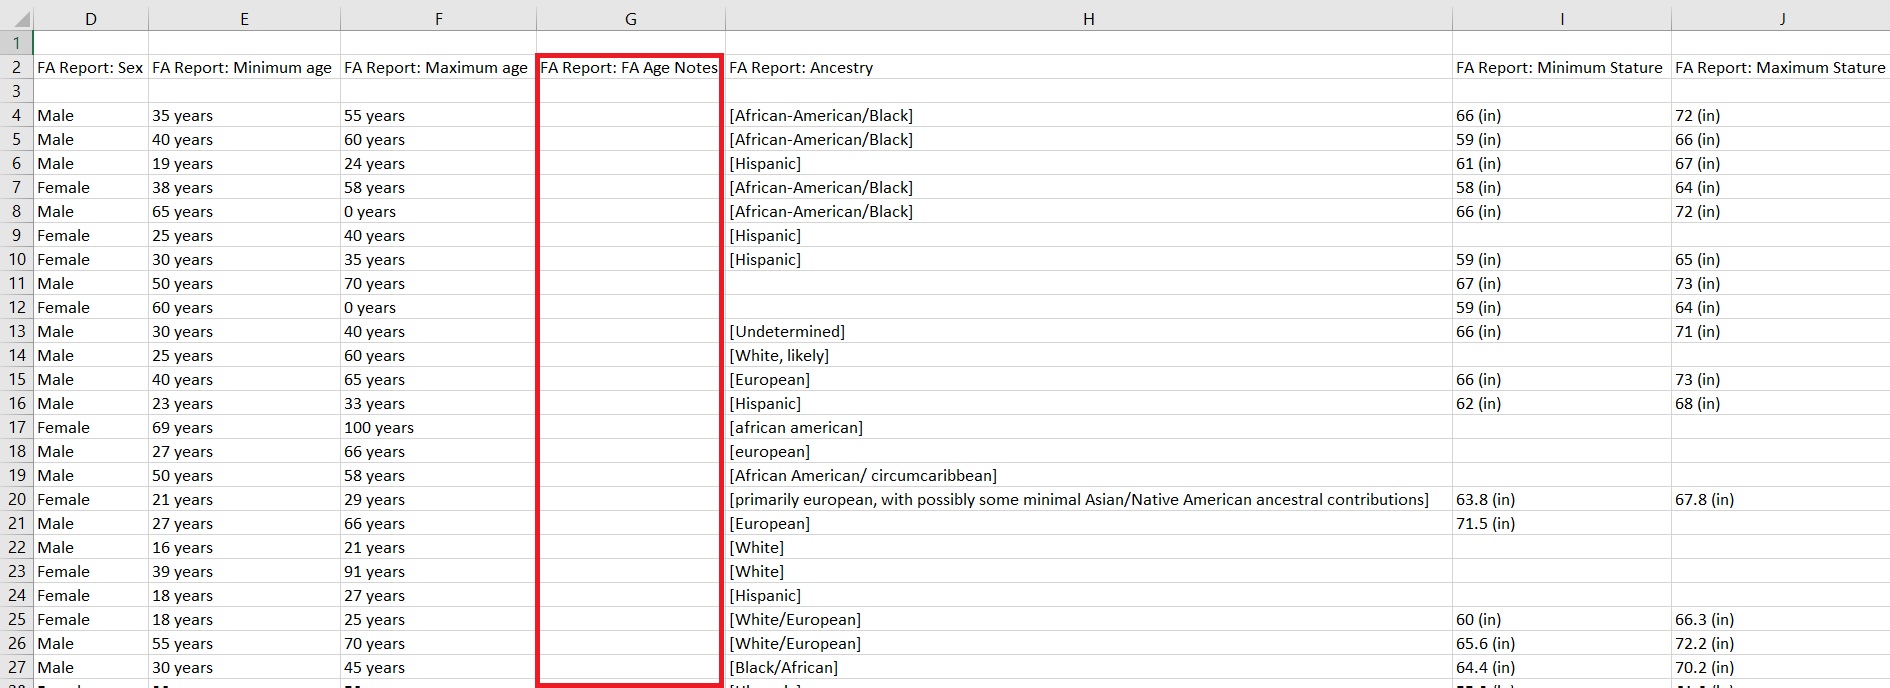 D E F G H I J
1
2 FA Report: Sex FA Report: Minimum age FA Report: Maximum age FA Report: FA Age Notes FA Report: Ancestry FA Report: Minimum Stature FA Report: Maximum Stature
3
4 Male 35 years 55 years [African-American/Black] 66 (in) 72 (in)
5 Male 40 years 60 years [African-American/Black] 59 (in) 66 (in)
6 Male 19 years 24 years [Hispanic] 61 (in) 67 (in)
7 Female 38 years 58 years [African-American/Black] 58 (in) 64 (in)
8 Male 65 years 0 years [African-American/Black] 66 (in) 72 (in)
9 Female 25 years 40 years [Hispanic]
10 Female 30 years 35 years [Hispanic] 59 (in) 65 (in)
11 Male 50 years 70 years 67 (in) 73 (in)
12 Female 60 years 0 years 59 (in) 64 (in)
13 Male 30 years 40 years [Undetermined] 66 (in) 71 (in)
14 Male 25 years 60 years [White, likely]
15 Male 40 years 65 years [European] 66 (in) 73 (in)
16 Male 23 years 33 years [Hispanic] 62 (in) 68 (in)
17 Female 69 years 100 years [african american]
18 Male 27 years 66 years [european]
19 Male 50 years 58 years [African American/ circumcaribbean]
20 Female 21 years 29 years [primarily european, with possibly some minimal Asian/Native American ancestral contributions] 63.8 (in) 67.8 (in)
21 Male 27 years 66 years [European] 71.5 (in)
22 Male 16 years 21 years [White]
23 Female 39 years 91 years [White]
24 Female 18 years 27 years [Hispanic]
25 Female 18 years 25 years [White/European] 60 (in) 66.3 (in)
26 Male 55 years 70 years [White/European] 65.6 (in) 72.2 (in)
27 Male 30 years 45 years [Black/African] 64.4 (in) 70.2 (in)